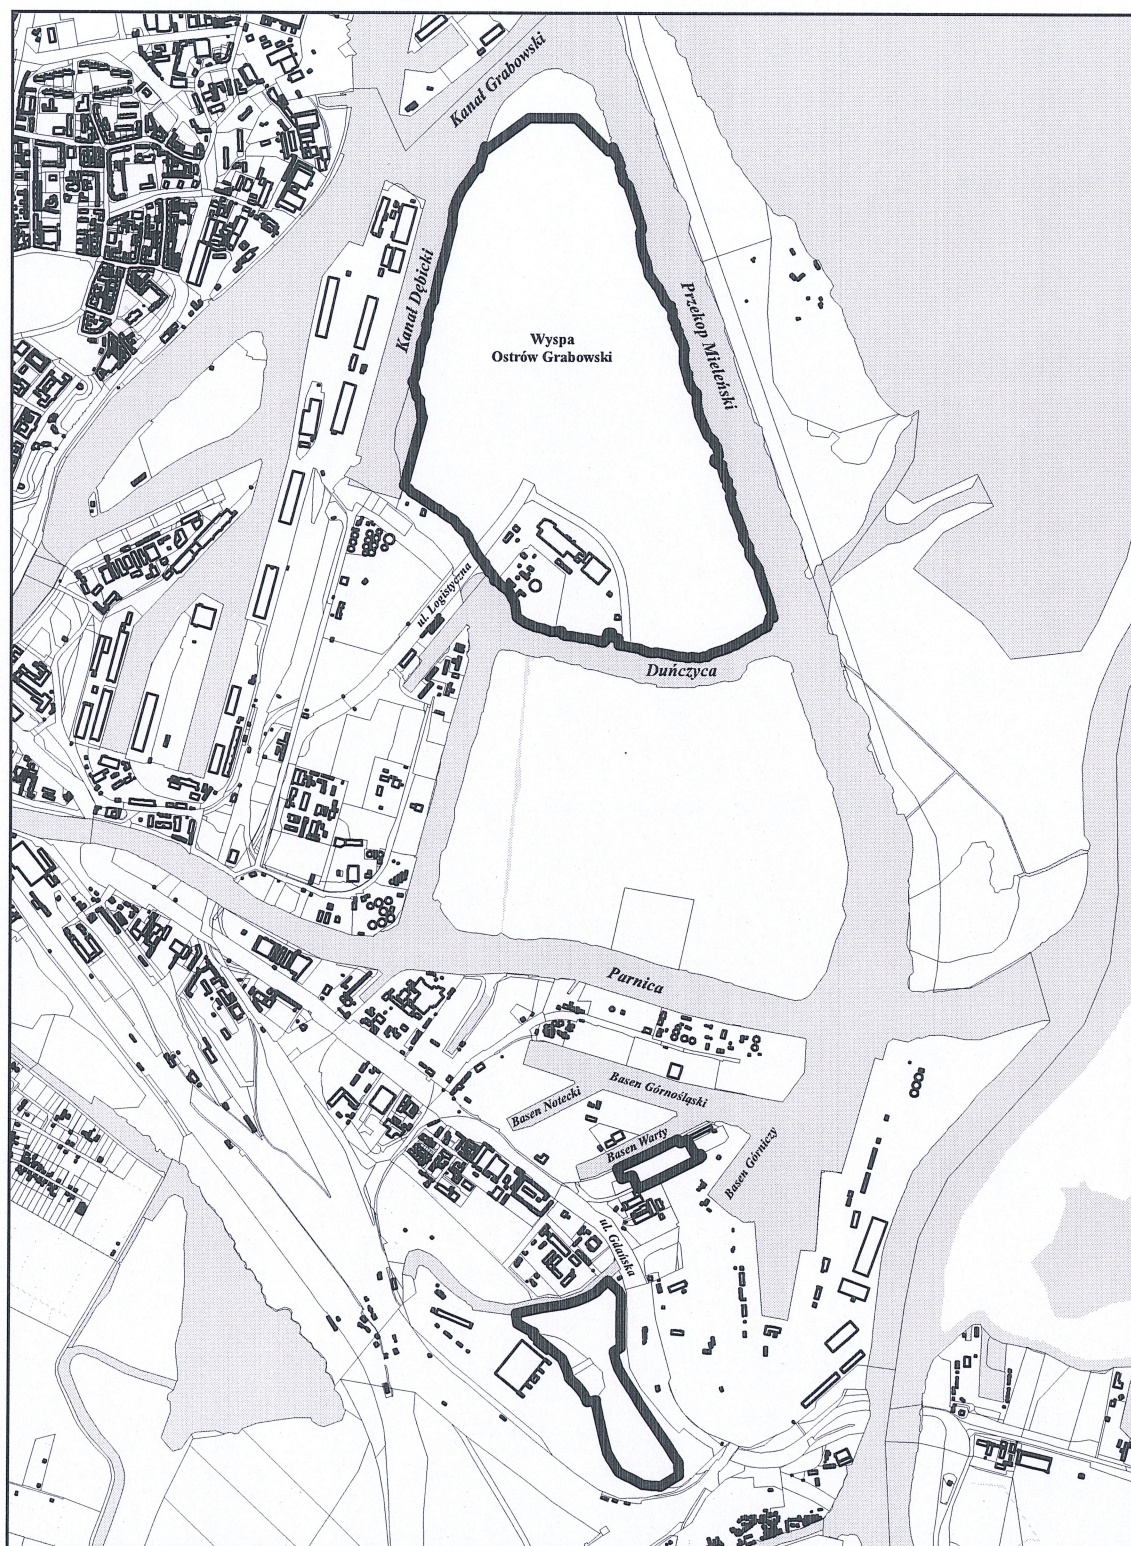 Kanał Grabowski
Kanał Dębicki
Przekop Mieleński
Wyspa
Ostrów Grabowski
ul. Logistyczna
Duńczyca
Parnica
Basen Górnośląski
Basen Notecki
Basen Warty
Basen Górniczy
ul. Gdańska